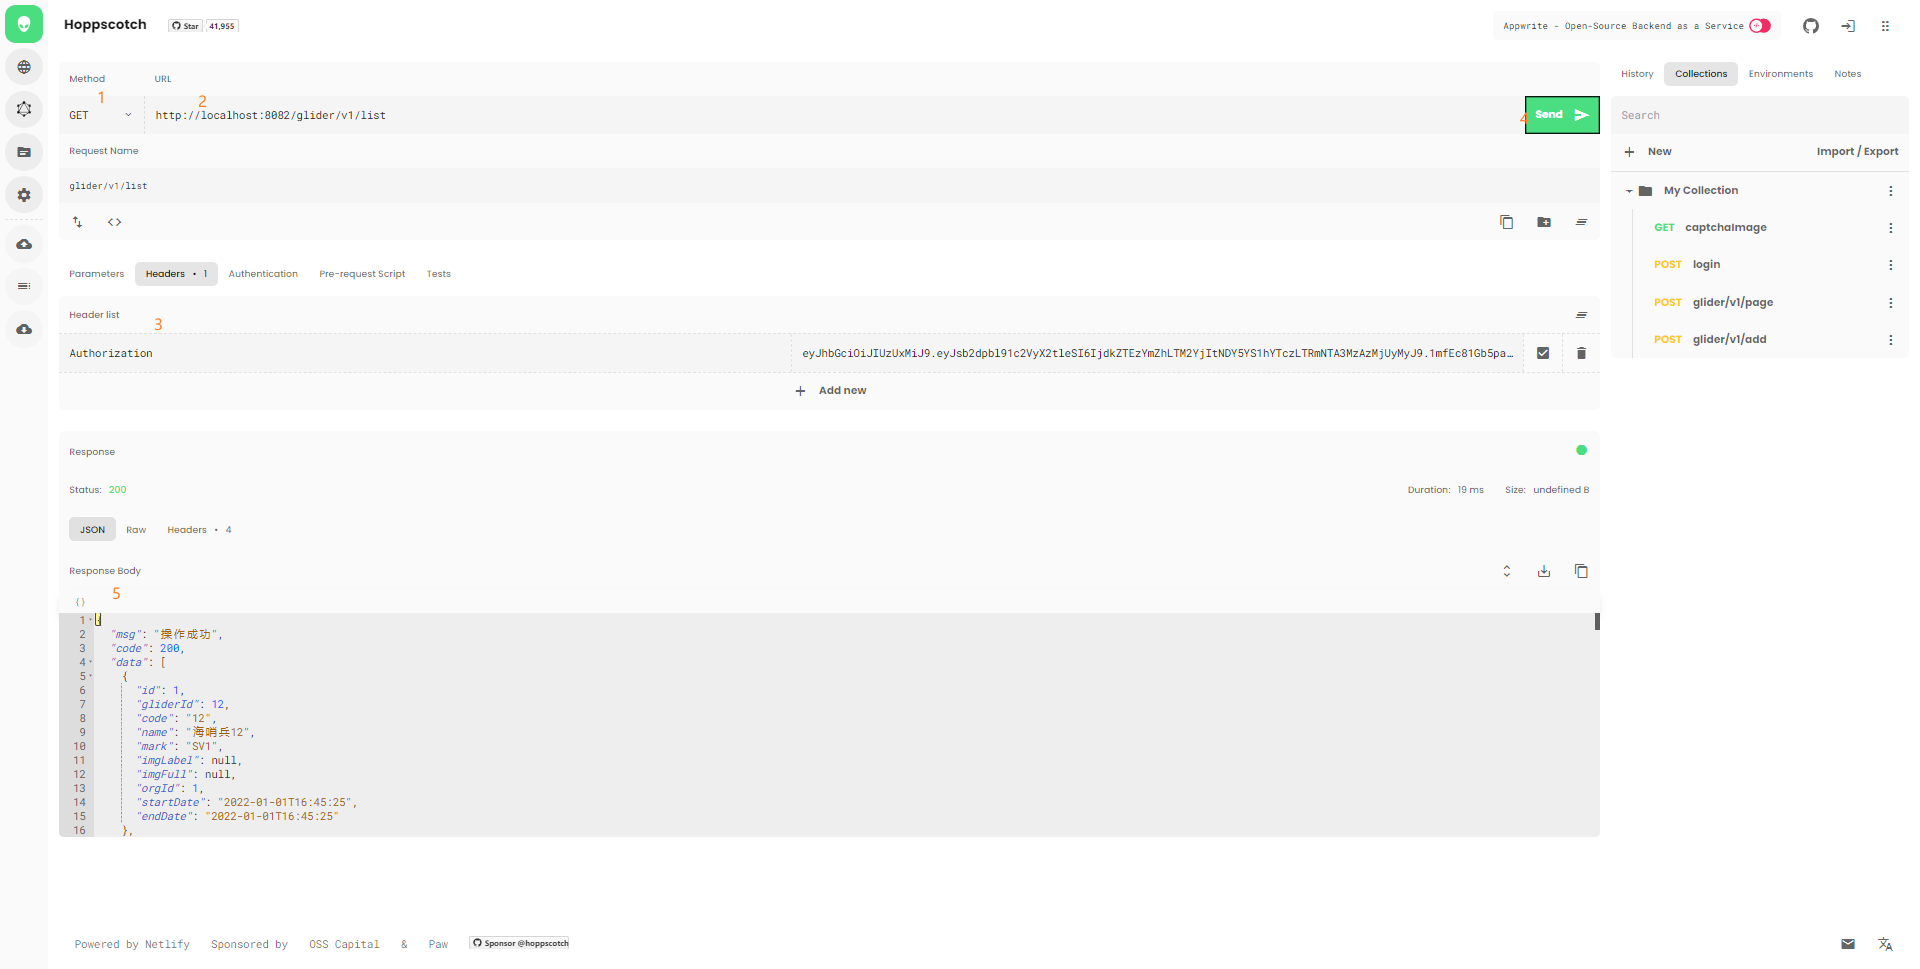 Hoppscotch
Star 41,955
Appwrite - Open-Source Backend as a Service
Method
URL
1
2
GET
http://localhost:8082/glider/v1/list
4
Send
Request Name
glider/v1/list
Parameters
Headers • 1
Authentication
Pre-request Script
Tests
Header list
3
Authorization
eyJhbGciOiJIUzUxMiJ9.eyJsb2dpbl91c2VyX2tleSI6IjdkZTEzYmZhLTM2YjItNDY5YS1hYTczLTRmNTA3MzAzMjUyMyJ9.1mfEc81Gb5pa…
Add new
Response
Status: 200
Duration: 19 ms
Size: undefined B
JSON
Raw
Headers • 4
Response Body
5
{}
1 {
2 "msg": "操作成功",
3 "code": 200,
4 "data": [
5 {
6 "id": 1,
7 "gliderId": 12,
8 "code": "12",
9 "name": "海哨兵12",
10 "mark": "SV1",
11 "imgLabel": null,
12 "imgFull": null,
13 "orgId": 1,
14 "startDate": "2022-01-01T16:45:25",
15 "endDate": "2022-01-01T16:45:25"
16 },
History
Collections
Environments
Notes
Search
New
Import / Export
My Collection
GET captchaImage
POST login
POST glider/v1/page
POST glider/v1/add
Powered by Netlify
Sponsored by
OSS Capital
&
Paw
Sponsor @hoppscotch